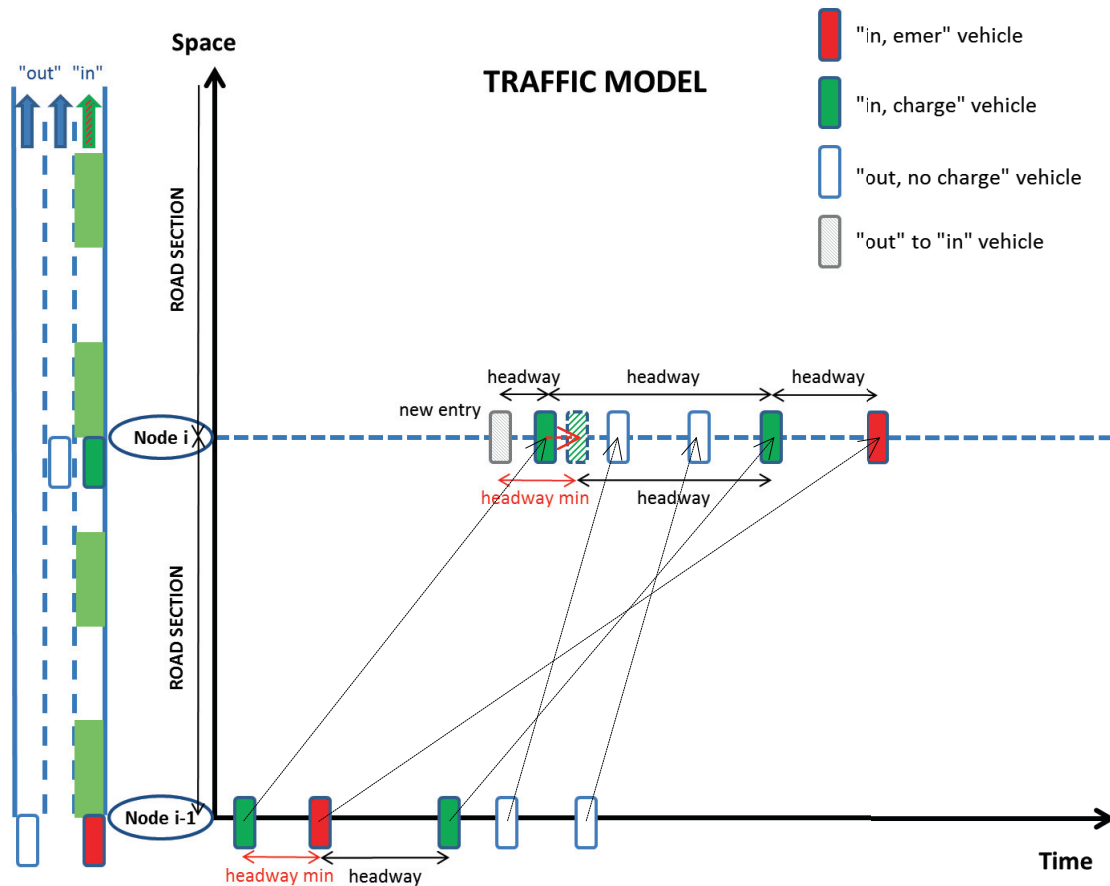 Space
"out" "in"
TRAFFIC MODEL
"in, emer" vehicle
"in, charge" vehicle
"out, no charge" vehicle
"out" to "in" vehicle
ROAD SECTION
headway
headway
headway
new entry
Node i
headway min
headway
ROAD SECTION
Node i-1
headway min
headway
Time